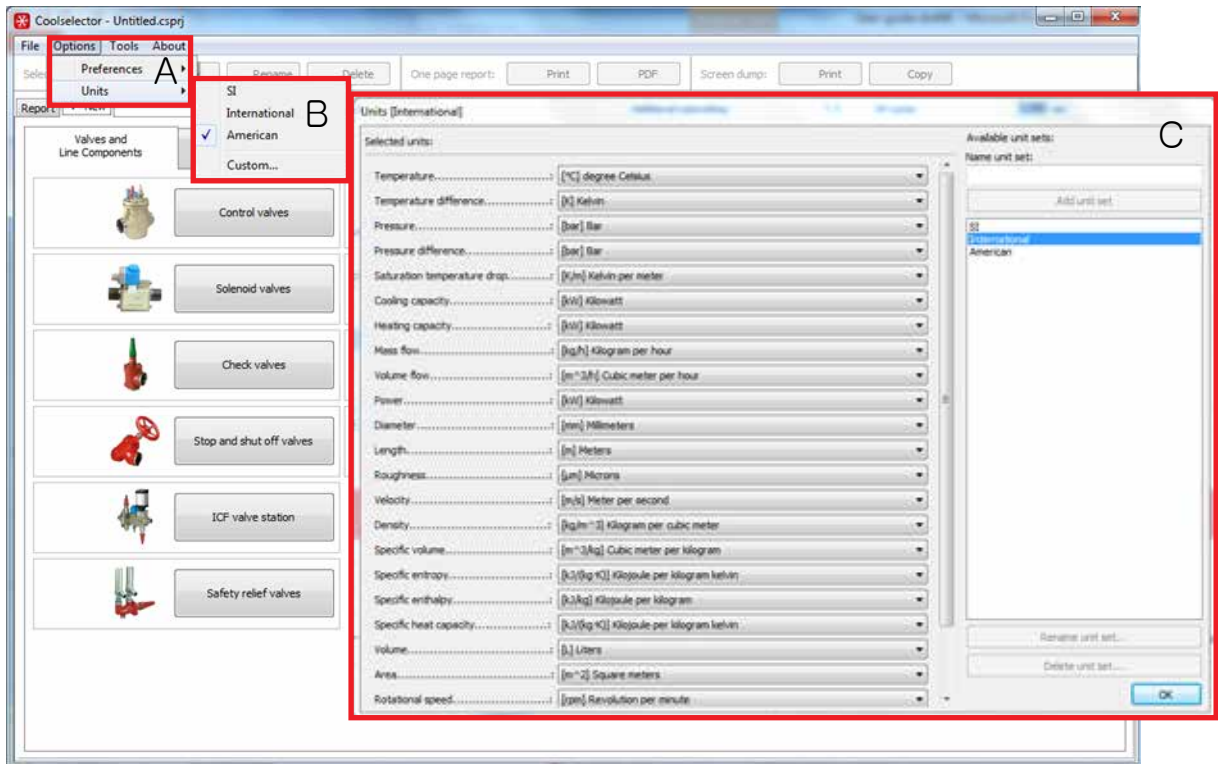 Coolselector - Untitled.csprj
File Options Tools About
Preferences
A
Units
Rename
Delete
One page report:
Print
PDF
Screen dump:
Print
Copy
Report
New
SI
International
American
Custom...
B
Valves and
Line Components
Control valves
Solenoid valves
Check valves
Stop and shut off valves
ICF valve station
Safety relief valves
Units [International]
C
Selected units:
Temperature: [°C] degree Celsius
Temperature difference: [K] Kelvin
Pressure: [bar] Bar
Pressure difference: [bar] Bar
Saturation temperature drop: [K/m] Kelvin per meter
Cooling capacity: [kW] Kilowatt
Heating capacity: [kW] Kilowatt
Mass flow: [kg/h] Kilogram per hour
Volume flow: [m^3/h] Cubic meter per hour
Power: [kW] Kilowatt
Diameter: [mm] Millimeters
Length: [m] Meters
Roughness: [µm] Microns
Velocity: [m/s] Meter per second
Density: [kg/m^3] Kilogram per cubic meter
Specific volume: [m^3/kg] Cubic meter per kilogram
Specific entropy: [kJ/(kg·K)] Kilojoule per kilogram kelvin
Specific enthalpy: [kJ/kg] Kilojoule per kilogram
Specific heat capacity: [kJ/(kg·K)] Kilojoule per kilogram kelvin
Volume: [L] Liters
Area: [m^2] Square meters
Rotational speed: [rpm] Revolution per minute
Available unit sets:
Name unit set:
Add unit set
SI
International
American
Rename unit set...
Delete unit set...
OK